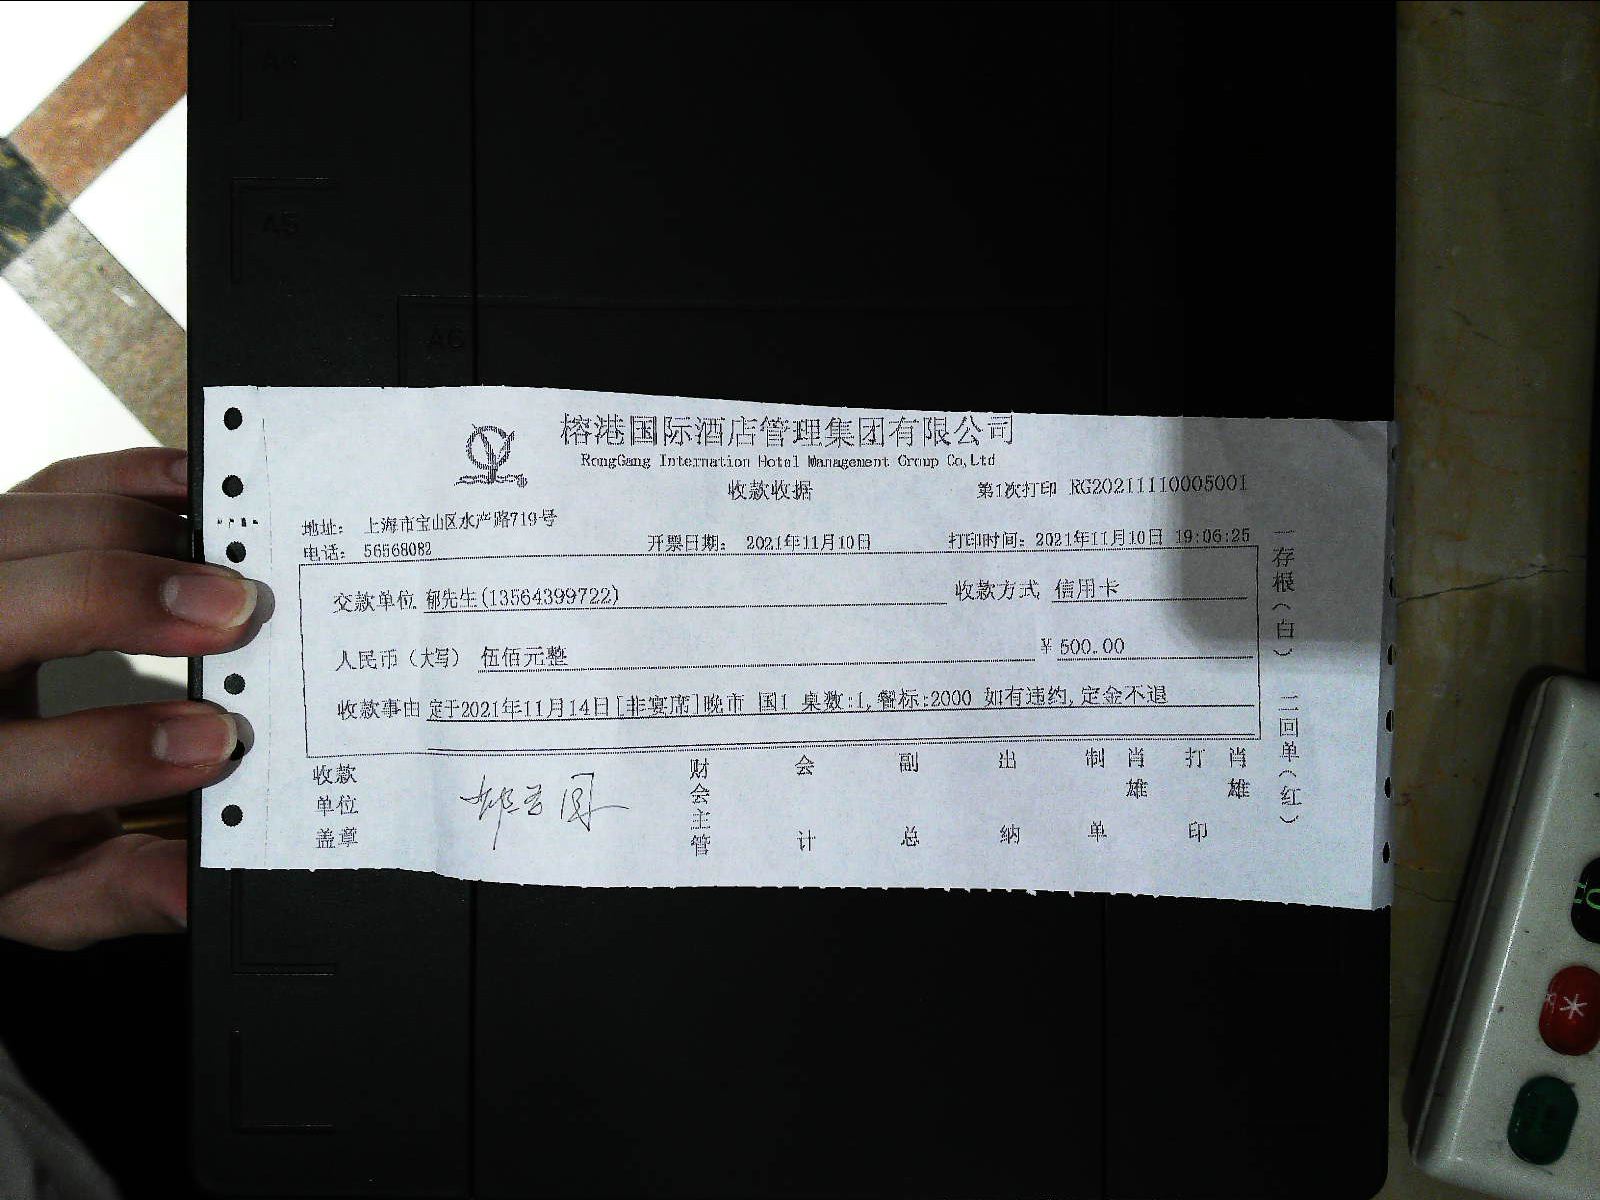 A4
A5
A6
榕港国际酒店管理集团有限公司
RongGang Internation Hotel Management Group Co,Ltd
收款收据
第1次打印 RG20211110005001
地址： 上海市宝山区水产路719号
电话： 56568082
开票日期： 2021年11月10日
打印时间：2021年11月10日 19:06:25
交款单位 郁先生(13564399722)
收款方式 信用卡
人民币（大写） 伍佰元整
¥ 500.00
收款事由 定于2021年11月14日[非宴席]晚市 国1 桌数:1,餐标:2000 如有违约,定金不退
收款单位盖章
财会主管
会计
副总
出纳
制单 肖雄
打印 肖雄
一存根（白） 二回单（红）